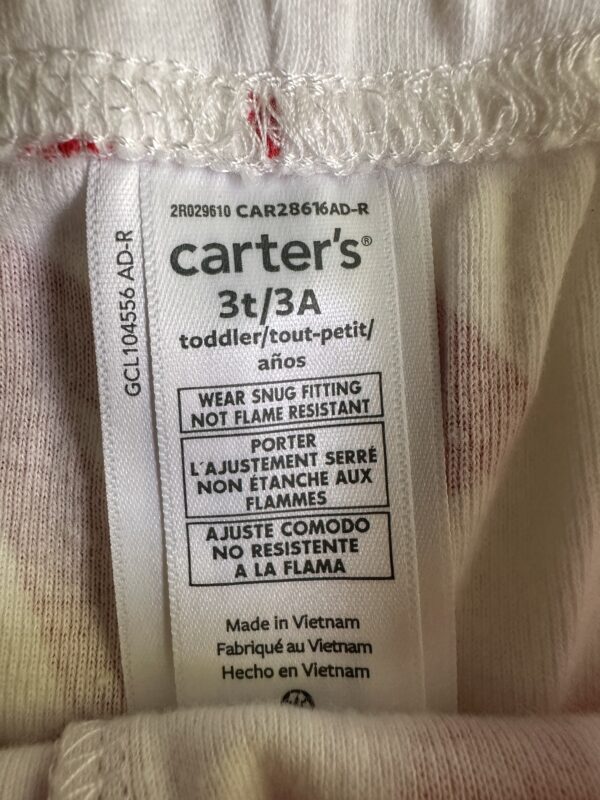 2R029610 CAR28616AD-R
carter's®
3t/3A
toddler/tout-petit/
años
WEAR SNUG FITTING
NOT FLAME RESISTANT
PORTER
L'AJUSTEMENT SERRÉ
NON ÉTANCHE AUX
FLAMMES
AJUSTE COMODO
NO RESISTENTE
A LA FLAMA
Made in Vietnam
Fabriqué au Vietnam
Hecho en Vietnam
GCL104556 AD-R